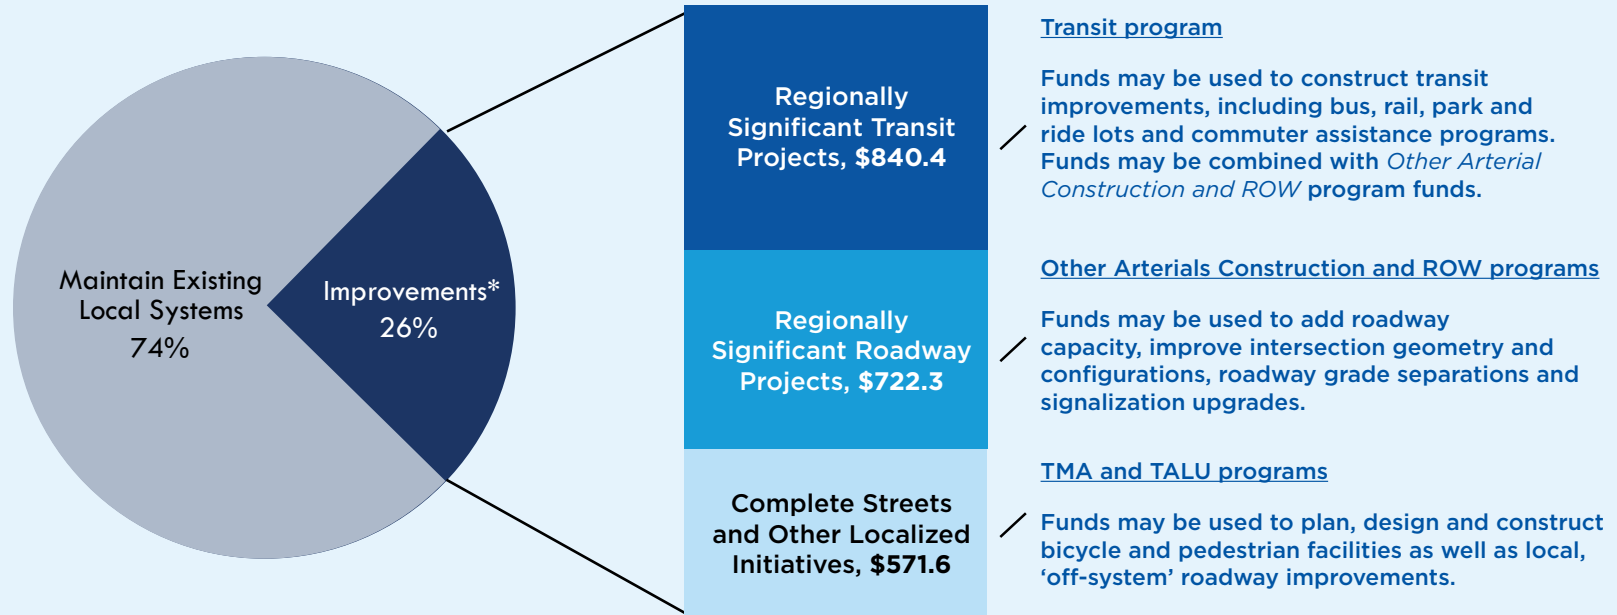 Maintain Existing
Local Systems
74%
Improvements*
26%
Regionally
Significant Transit
Projects, $840.4
Regionally
Significant Roadway
Projects, $722.3
Complete Streets
and Other Localized
Initiatives, $571.6
Transit program
Funds may be used to construct transit
improvements, including bus, rail, park and
ride lots and commuter assistance programs.
Funds may be combined with Other Arterial
Construction and ROW program funds.
Other Arterials Construction and ROW programs
Funds may be used to add roadway
capacity, improve intersection geometry and
configurations, roadway grade separations and
signalization upgrades.
TMA and TALU programs
Funds may be used to plan, design and construct
bicycle and pedestrian facilities as well as local,
‘off-system’ roadway improvements.